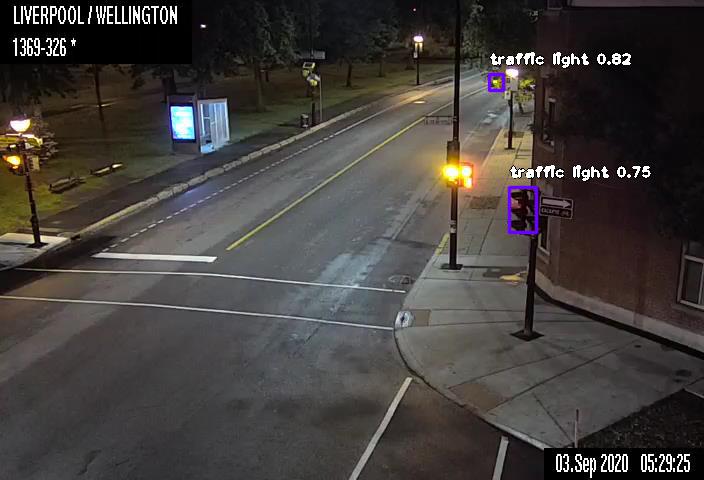 LIVERPOOL / WELLINGTON
1369-326 *
traffic light 0.82
traffic light 0.75
03.Sep 2020 05:29:25